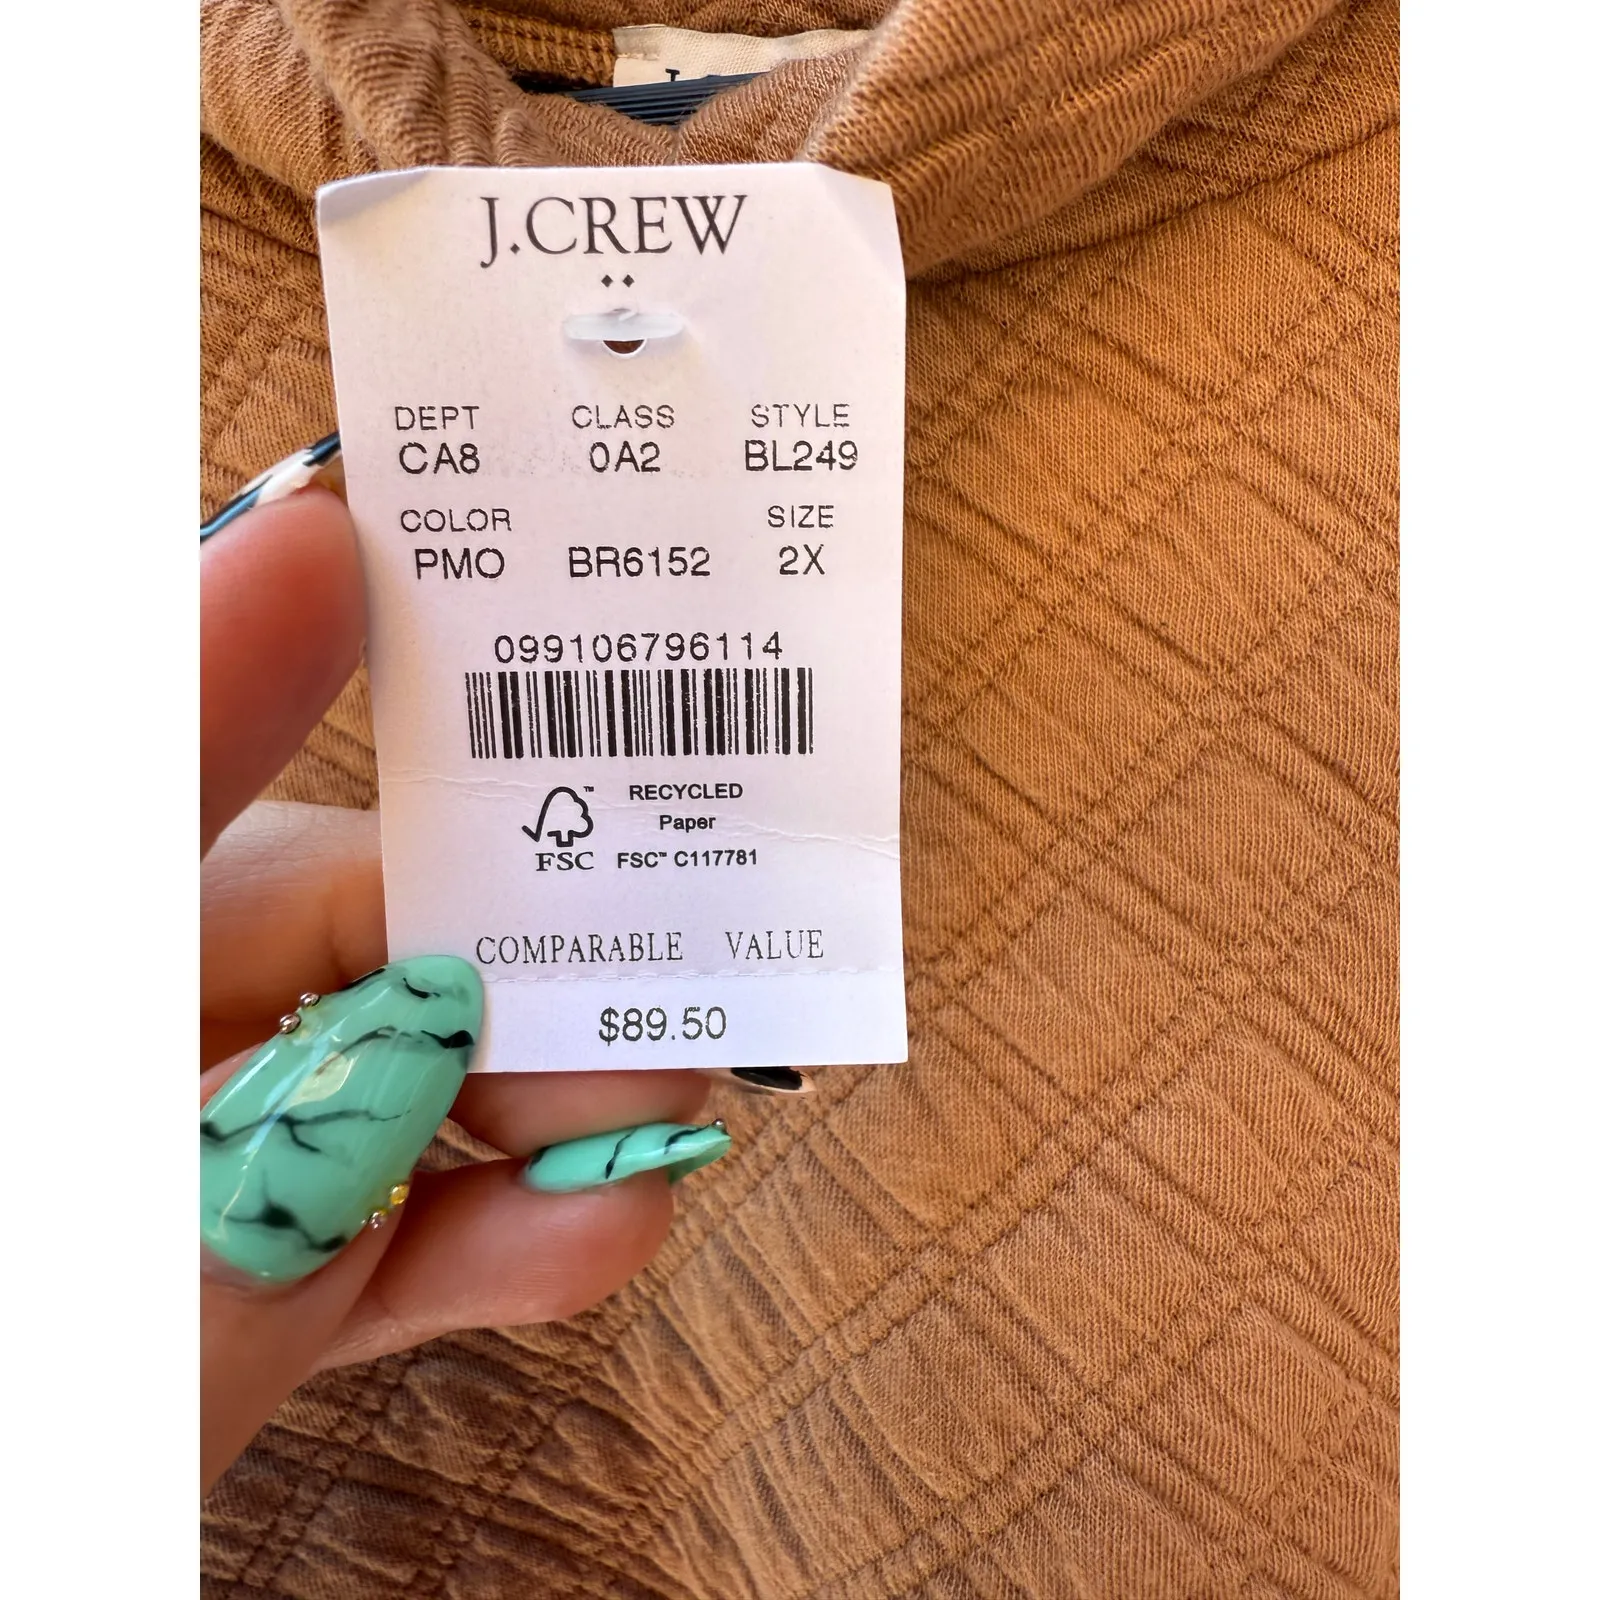 J.CREW
DEPT CLASS STYLE
CA8 0A2 BL249
COLOR SIZE
PMO BR6152 2X
099106796114
RECYCLED
Paper
FSC FSC™ C117781
COMPARABLE VALUE
$89.50